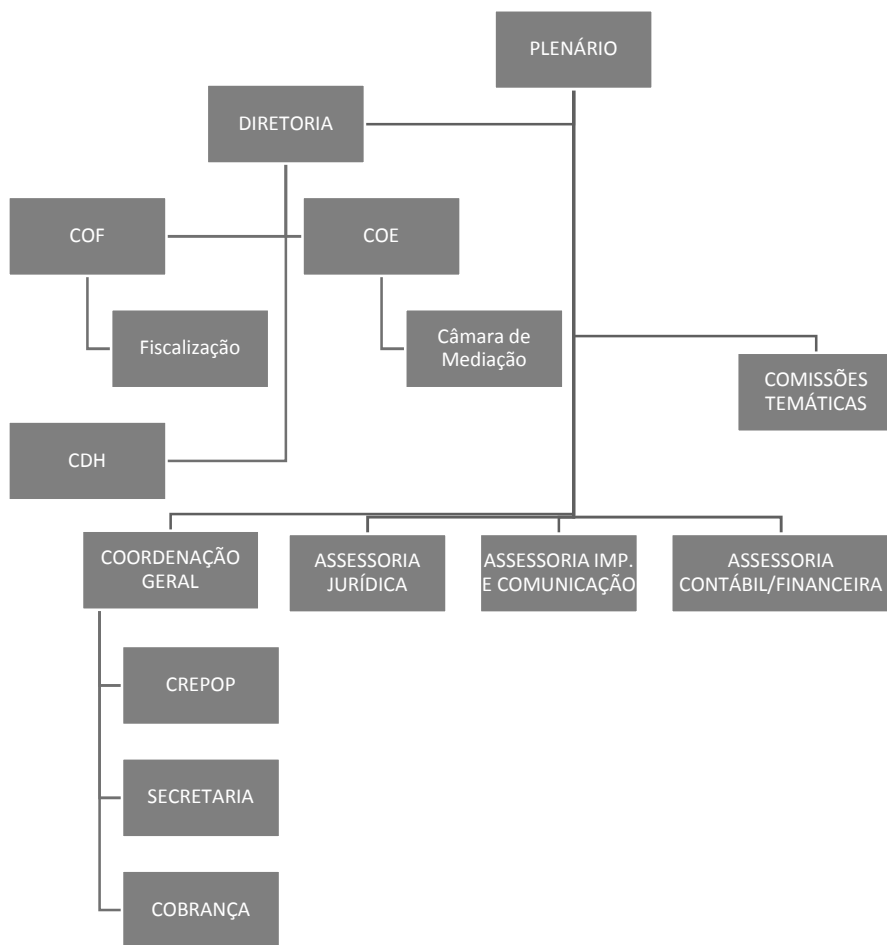 PLENÁRIO
DIRETORIA
COF
COE
Fiscalização
Câmara de
Mediação
COMISSÕES
TEMÁTICAS
CDH
COORDENAÇÃO
GERAL
ASSESSORIA
JURÍDICA
ASSESSORIA IMP.
E COMUNICAÇÃO
ASSESSORIA
CONTÁBIL/FINANCEIRA
CREPOP
SECRETARIA
COBRANÇA